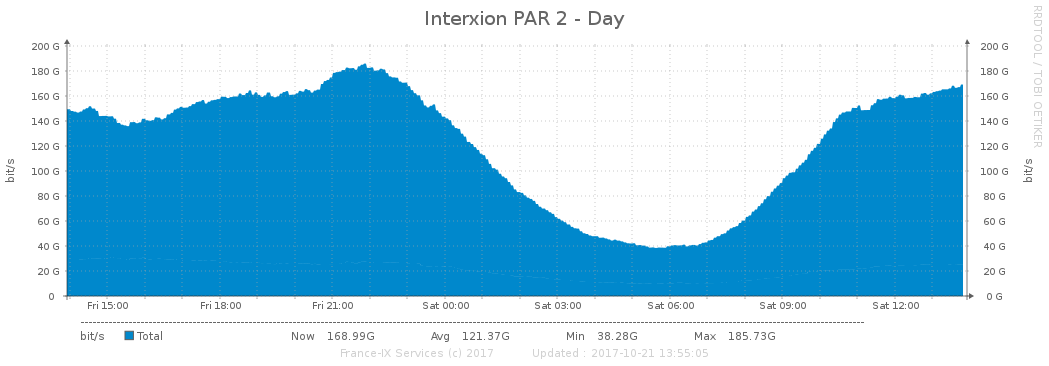 Interxion PAR 2 - Day
RRDTOOL / TOBI OETIKER
200 G 200 G
180 G 180 G
160 G 160 G
140 G 140 G
120 G 120 G
100 G 100 G
80 G 80 G
60 G 60 G
40 G 40 G
20 G 20 G
0 0 G
bit/s bit/s
Fri 15:00 Fri 18:00 Fri 21:00 Sat 00:00 Sat 03:00 Sat 06:00 Sat 09:00 Sat 12:00
bit/s Total Now 168.99G Avg 121.37G Min 38.28G Max 185.73G
France-IX Services (c) 2017 Updated : 2017-10-21 13:55:05